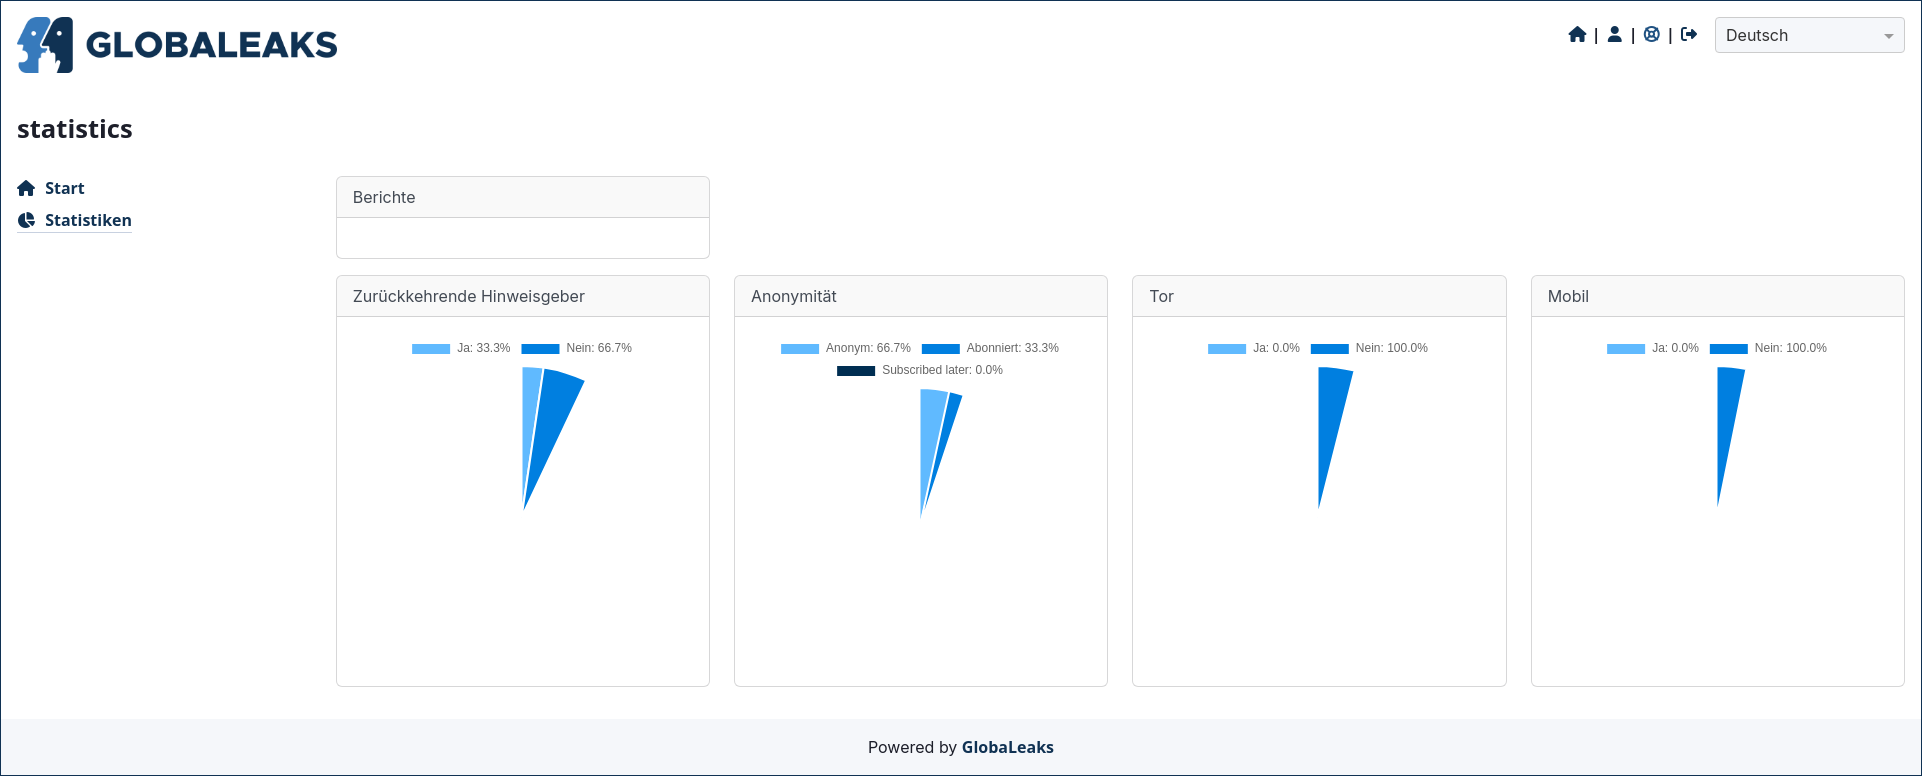 GLOBALEAKS
| | | Deutsch
statistics
Start
Statistiken
Berichte
Zurückkehrende Hinweisgeber
Ja: 33.3% Nein: 66.7%
Anonymität
Anonym: 66.7% Abonniert: 33.3%
Subscribed later: 0.0%
Tor
Ja: 0.0% Nein: 100.0%
Mobil
Ja: 0.0% Nein: 100.0%
Powered by GlobaLeaks